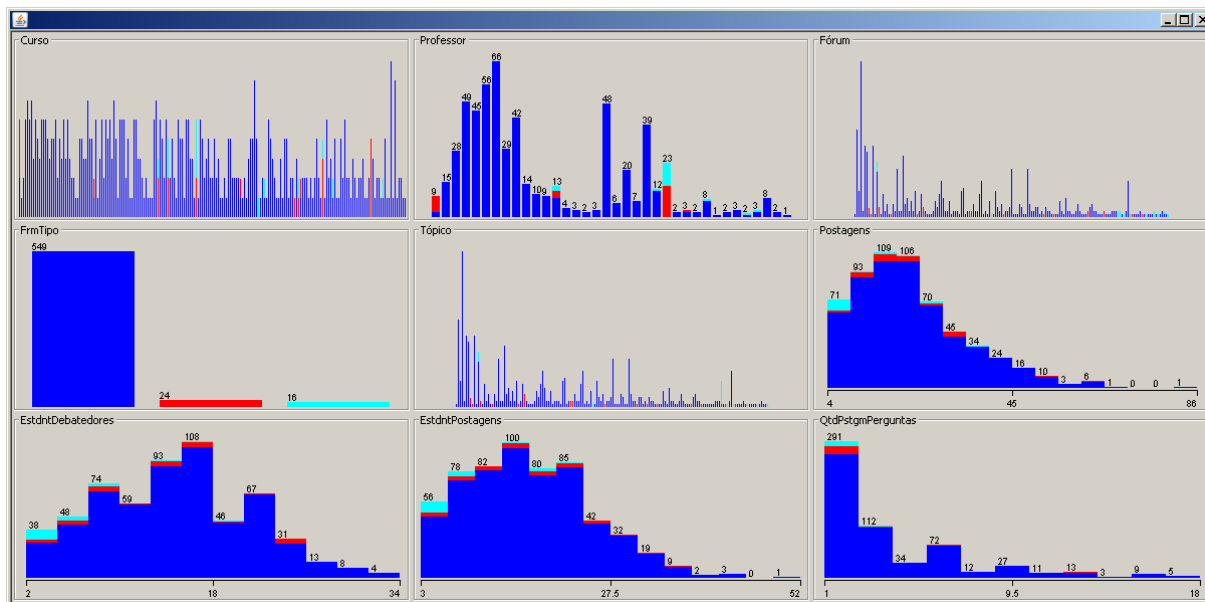 Curso
Professor
Fórum
9 15 28 49 45 56 66 29 42 14 10 9 13 4 3 2 3 48 6 20 7 39 12 23 2 3 2 8 1 2 3 2 3 8 2 1
FrmTipo
Tópico
Postagens
549
24
16
71 93 109 106 70 45 34 24 16 10 3 6 1 0 0 1
4 45 86
EstdntDebatedores
EstdntPostagens
QtdPstgmPerguntas
38 48 74 59 93 108 46 67 31 13 8 4
2 18 34
56 78 82 100 80 85 42 32 19 9 2 3 0 1
3 27.5 52
291 112 34 72 12 27 11 13 3 9 5
1 9.5 18